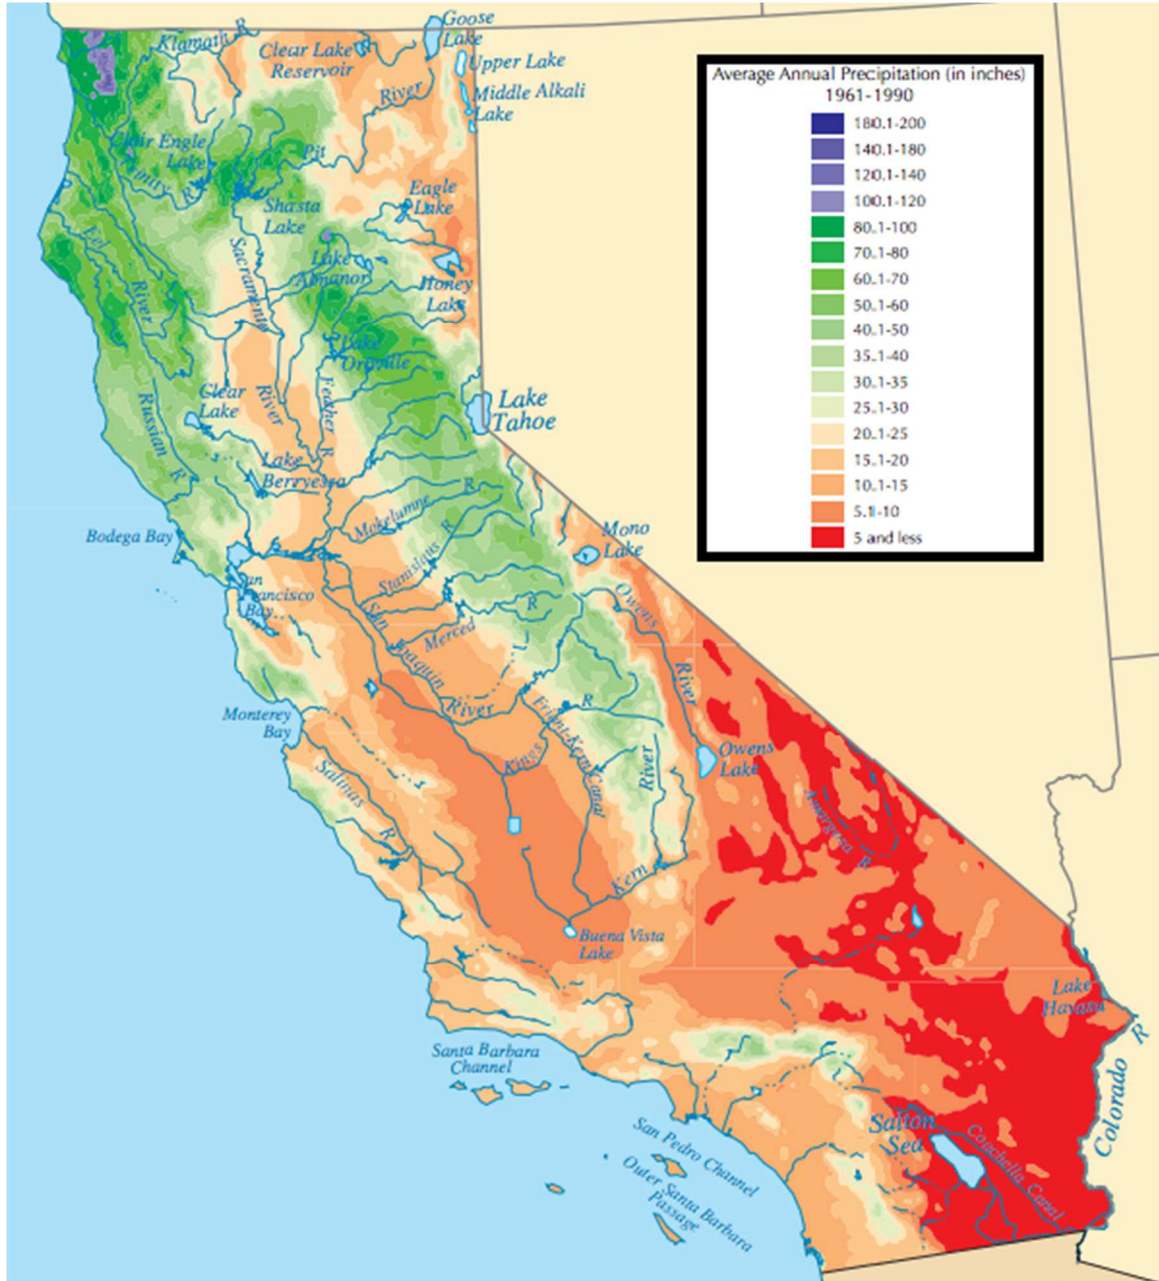 Klamath R
Clear Lake
Reservoir
Goose
Lake
Upper Lake
Middle Alkali
Lake
River
Pit
Clair Engle
Lake
Trinity R
Shasta
Lake
Eagle
Lake
Eel
River
Sacramento
River
Lake
Almanor
Honey
Lake
Lake
Oroville
Feather R
Clear
Lake
Russian R
Lake
Berryessa
Lake
Tahoe
Mokelumne R
Stanislaus R
Bodega Bay
San
Francisco
Bay
Mono
Lake
Owens
River
San
Joaquin
River
Merced
R
Monterey
Bay
Salinas
R
Kings
R
Friant-Kern Canal
River
Kern
Owens
Lake
Amargosa R
Buena Vista
Lake
Lake
Havasu
Colorado R
Santa Barbara
Channel
San Pedro Channel
Outer Santa Barbara
Passage
Salton
Sea
Coachella Canal
Average Annual Precipitation (in inches)
1961-1990
180.1-200
140.1-180
120.1-140
100.1-120
80.1-100
70.1-80
60.1-70
50.1-60
40.1-50
35.1-40
30.1-35
25.1-30
20.1-25
15.1-20
10.1-15
5.1-10
5 and less